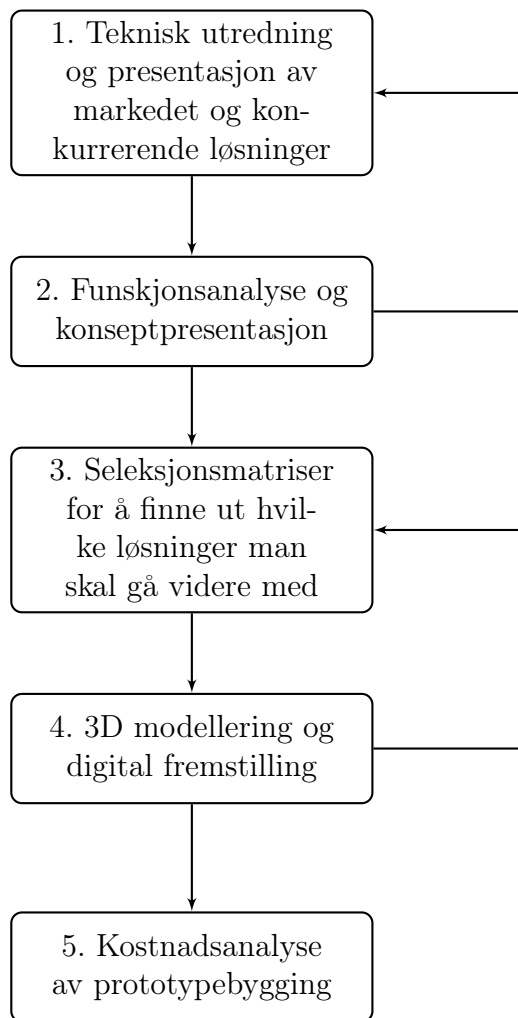 1. Teknisk utredning
og presentasjon av
markedet og kon-
kurrerende løsninger
2. Funskjonsanalyse og
konseptpresentasjon
3. Seleksjonsmatriser
for å finne ut hvil-
ke løsninger man
skal gå videre med
4. 3D modellering og
digital fremstilling
5. Kostnadsanalyse
av prototypebygging